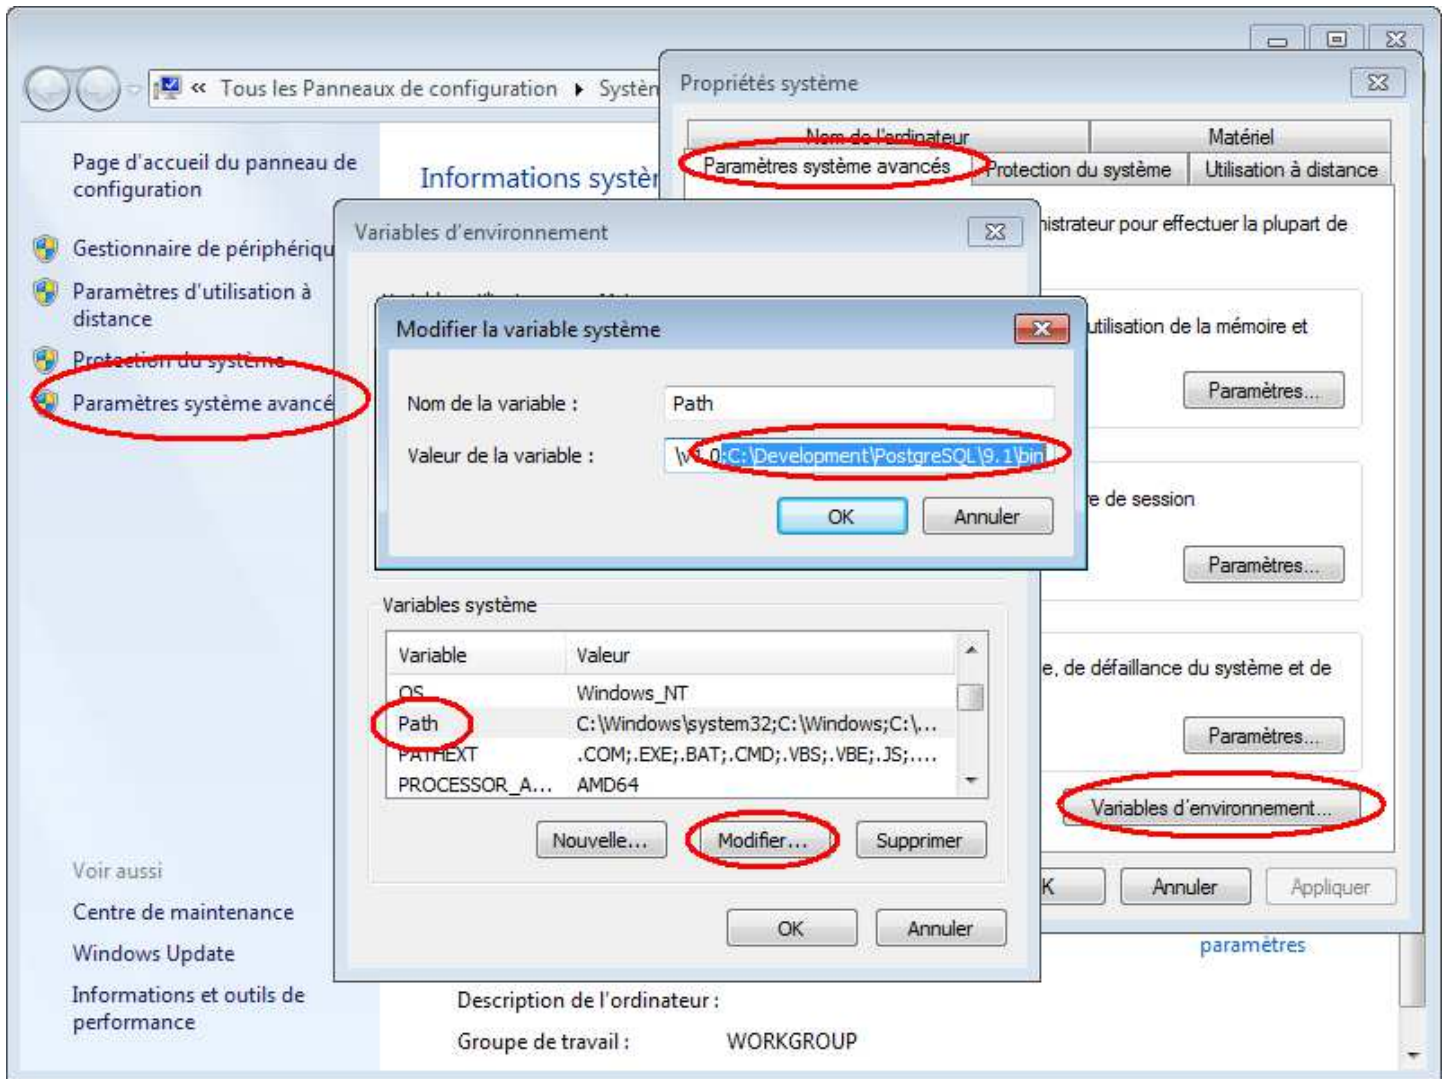 « Tous les Panneaux de configuration ▸ Systèn
Page d'accueil du panneau de
configuration
Gestionnaire de périphériqu
Paramètres d'utilisation à
distance
Protection du système
Paramètres système avancé
Voir aussi
Centre de maintenance
Windows Update
Informations et outils de
performance
Informations systèr
Propriétés système
Nom de l'ordinateur
Matériel
Paramètres système avancés
Protection du système
Utilisation à distance
nistrateur pour effectuer la plupart de
utilisation de la mémoire et
Paramètres...
re de session
Paramètres...
e, de défaillance du système et de
Paramètres...
Variables d'environnement...
K
Annuler
Appliquer
paramètres
Variables d'environnement
Modifier la variable système
Nom de la variable :
Path
Valeur de la variable :
\v1.0;C:\Development\PostgreSQL\9.1\bin
OK
Annuler
Variables système
Variable Valeur
OS Windows_NT
Path C:\Windows\system32;C:\Windows;C:\...
PATHEXT .COM;.EXE;.BAT;.CMD;.VBS;.VBE;.JS;....
PROCESSOR_A... AMD64
Nouvelle...
Modifier...
Supprimer
OK
Annuler
Description de l'ordinateur :
Groupe de travail : WORKGROUP